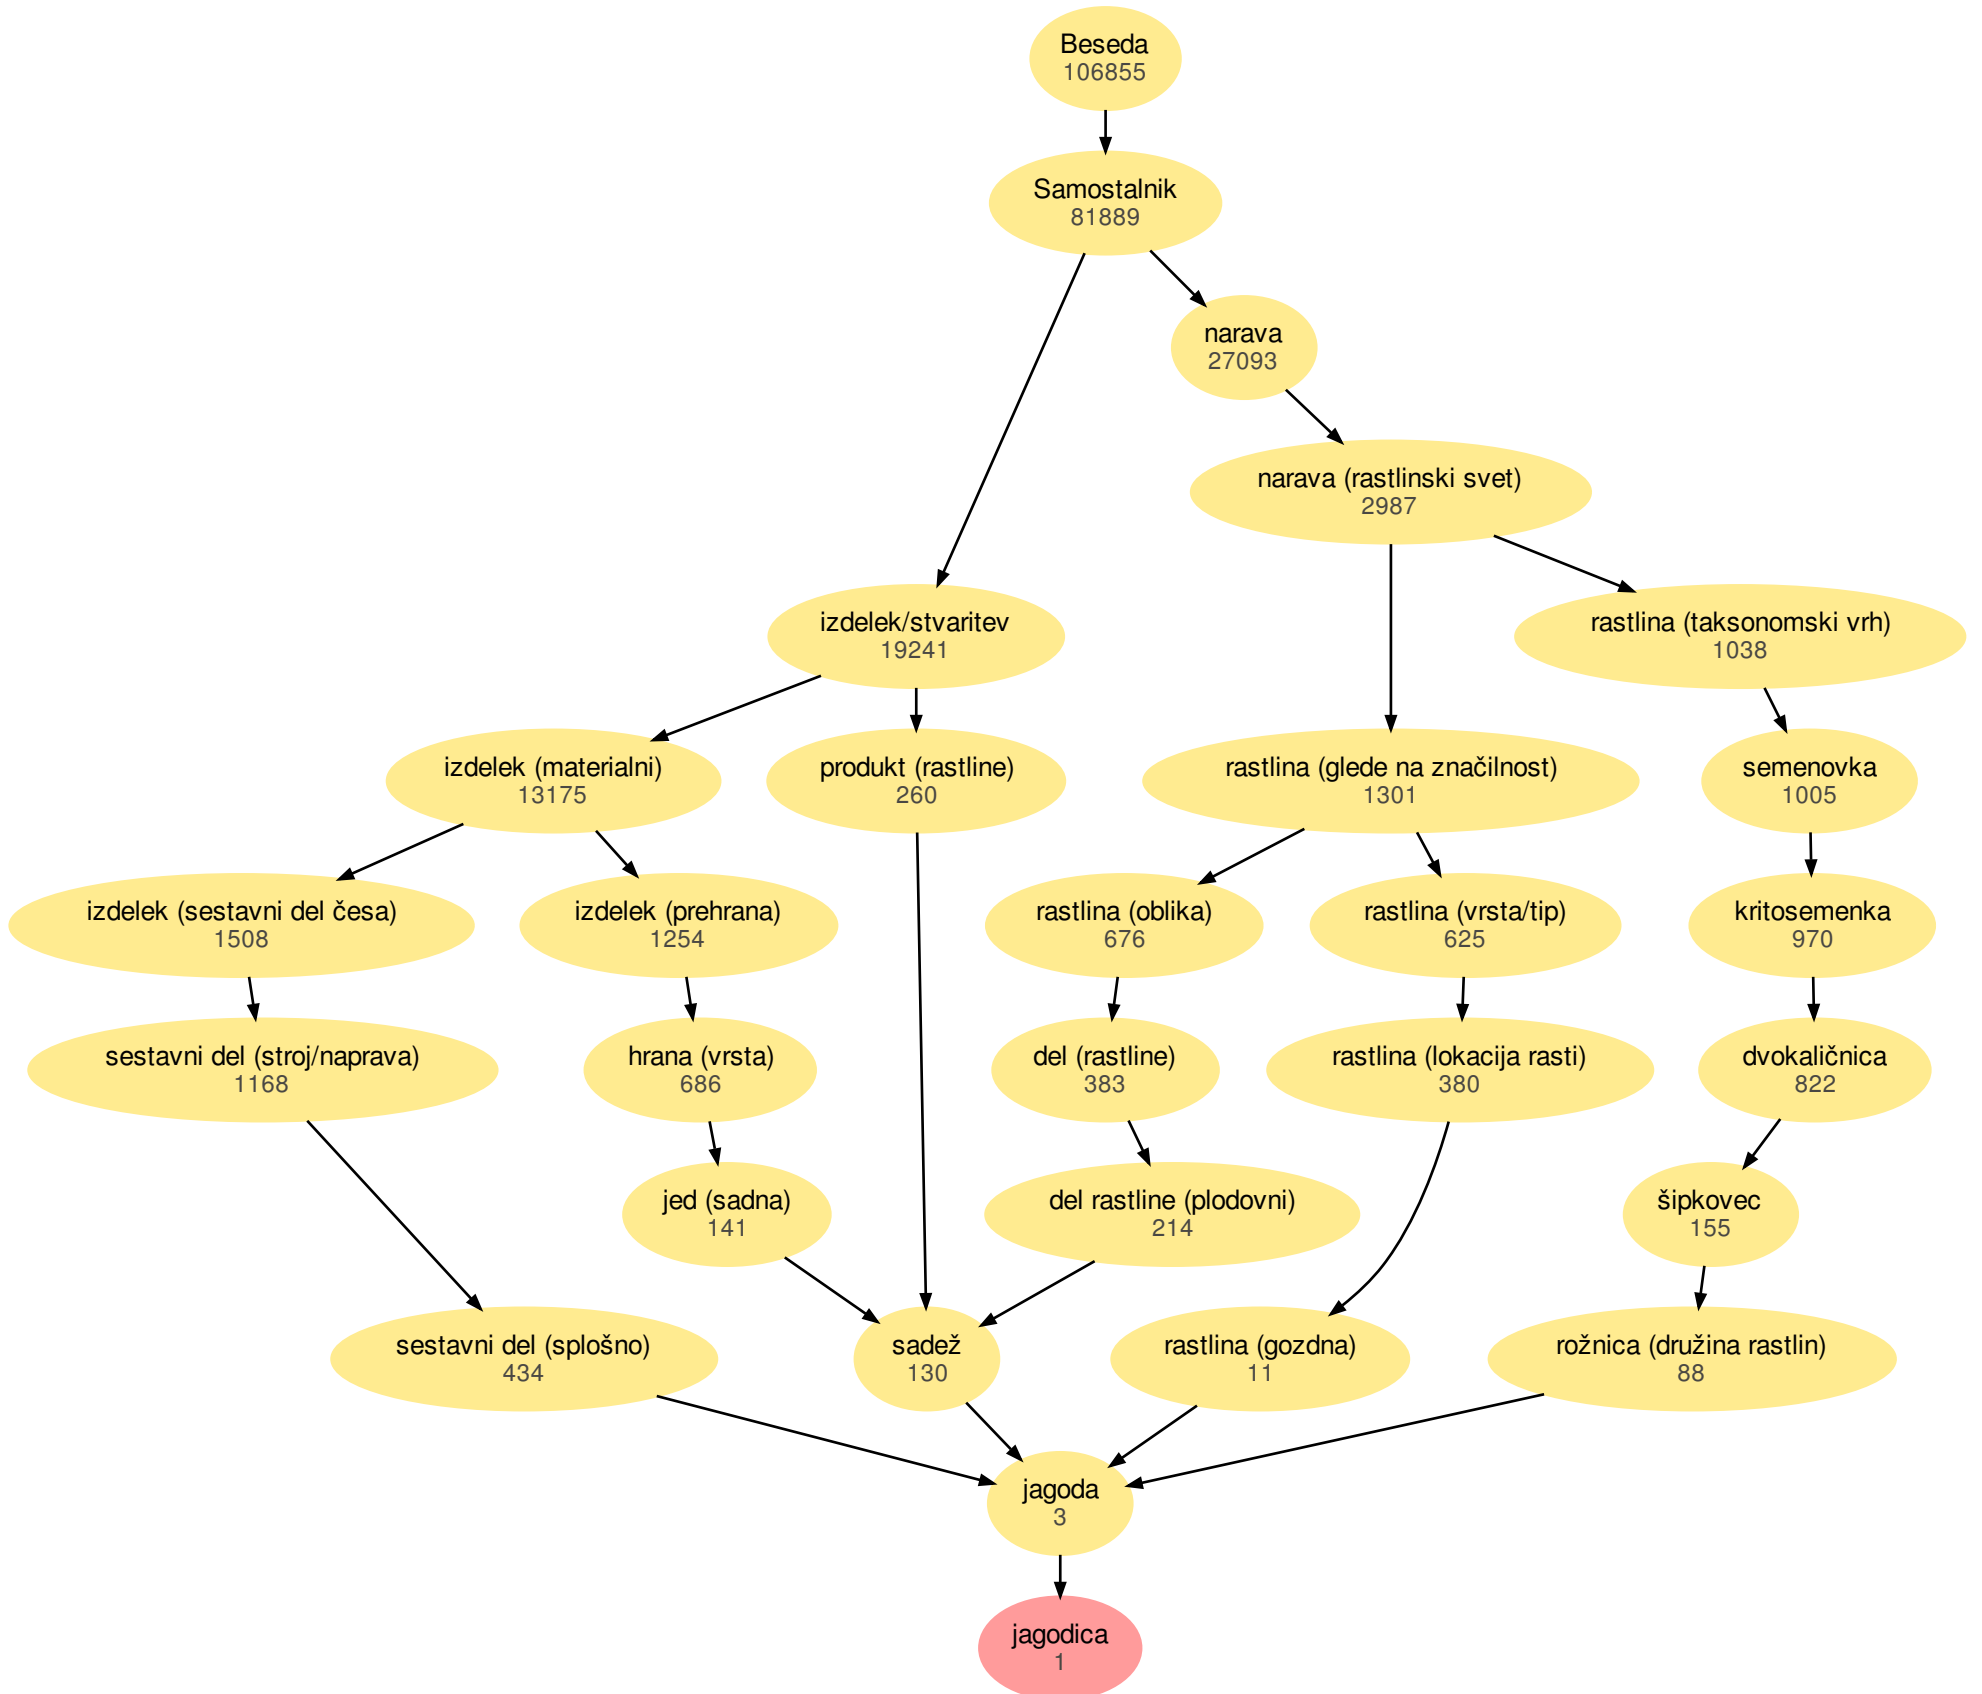 Beseda
106855
Samostalnik
81889
narava
27093
narava (rastlinski svet)
2987
izdelek/stvaritev
19241
rastlina (taksonomski vrh)
1038
izdelek (materialni)
13175
produkt (rastline)
260
rastlina (glede na značilnost)
1301
semenovka
1005
izdelek (sestavni del česa)
1508
izdelek (prehrana)
1254
rastlina (oblika)
676
rastlina (vrsta/tip)
625
kritosemenka
970
sestavni del (stroj/naprava)
1168
hrana (vrsta)
686
del (rastline)
383
rastlina (lokacija rasti)
380
dvokaličnica
822
jed (sadna)
141
del rastline (plodovni)
214
šipkovec
155
sestavni del (splošno)
434
sadež
130
rastlina (gozdna)
11
rožnica (družina rastlin)
88
jagoda
3
jagodica
1